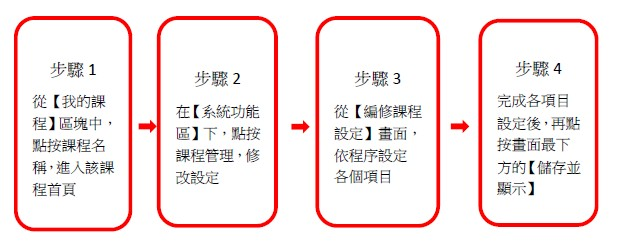 步驟 1
從【我的課
程】區塊中，
點按課程名
稱，進入該課
程首頁
步驟 2
在【系統功能
區】下，點按
課程管理，修
改設定
步驟 3
從【編修課程
設定】畫面，
依程序設定
各個項目
步驟 4
完成各項目
設定後，再點
按畫面最下
方的【儲存並
顯示】